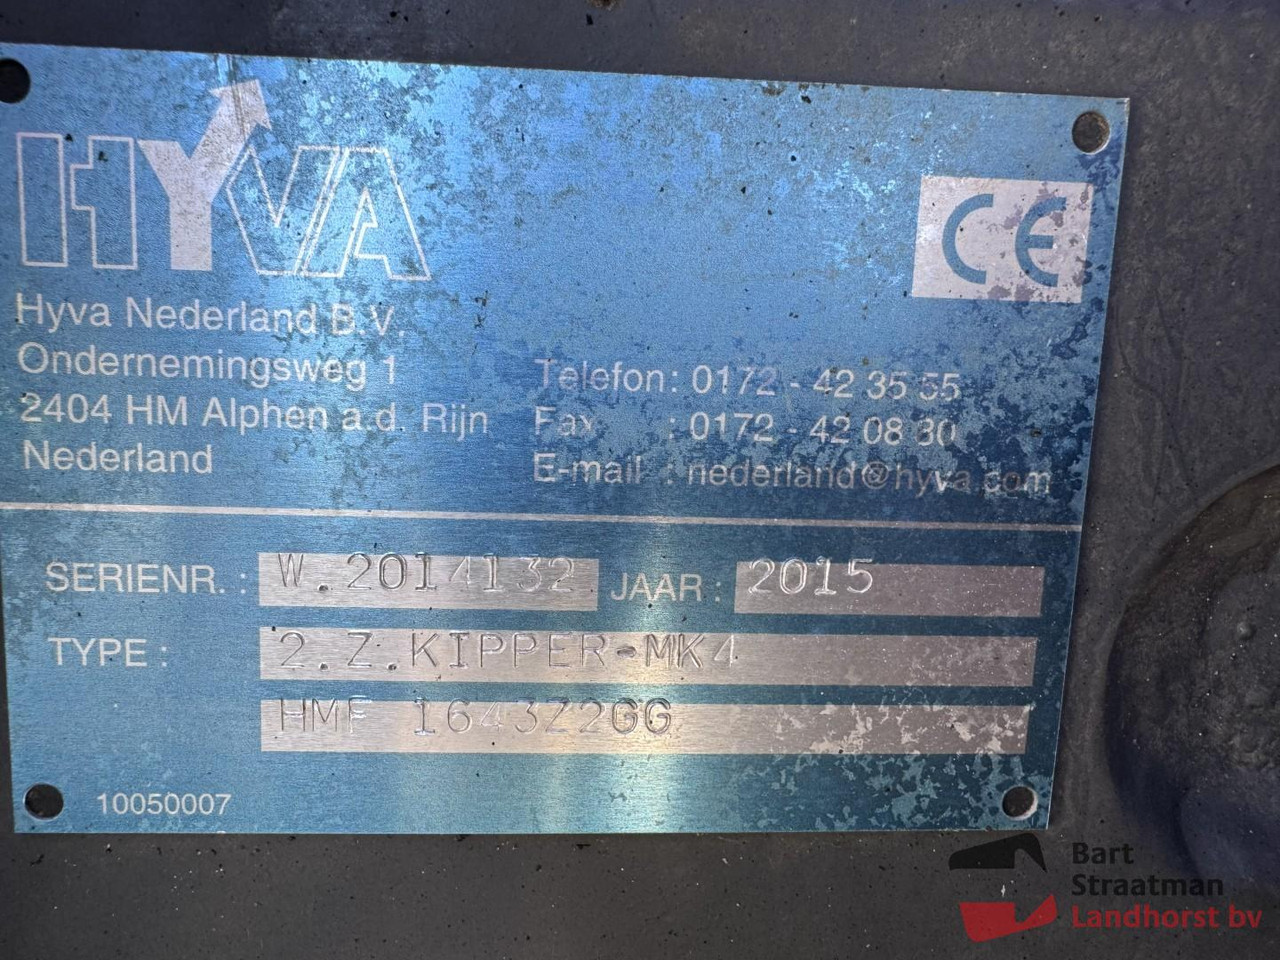 HYVA
CE
Hyva Nederland B.V.
Ondernemingsweg 1
2404 HM Alphen a.d. Rijn
Nederland
Telefon: 0172 - 42 35 55
Fax : 0172 - 42 08 30
E-mail : nederland@hyva.com
SERIENR. : W.2014132 JAAR : 2015
TYPE : 2.Z.KIPPER-MK4
HMF 1643Z2GG
10050007
Bart
Straatman
Landhorst bv